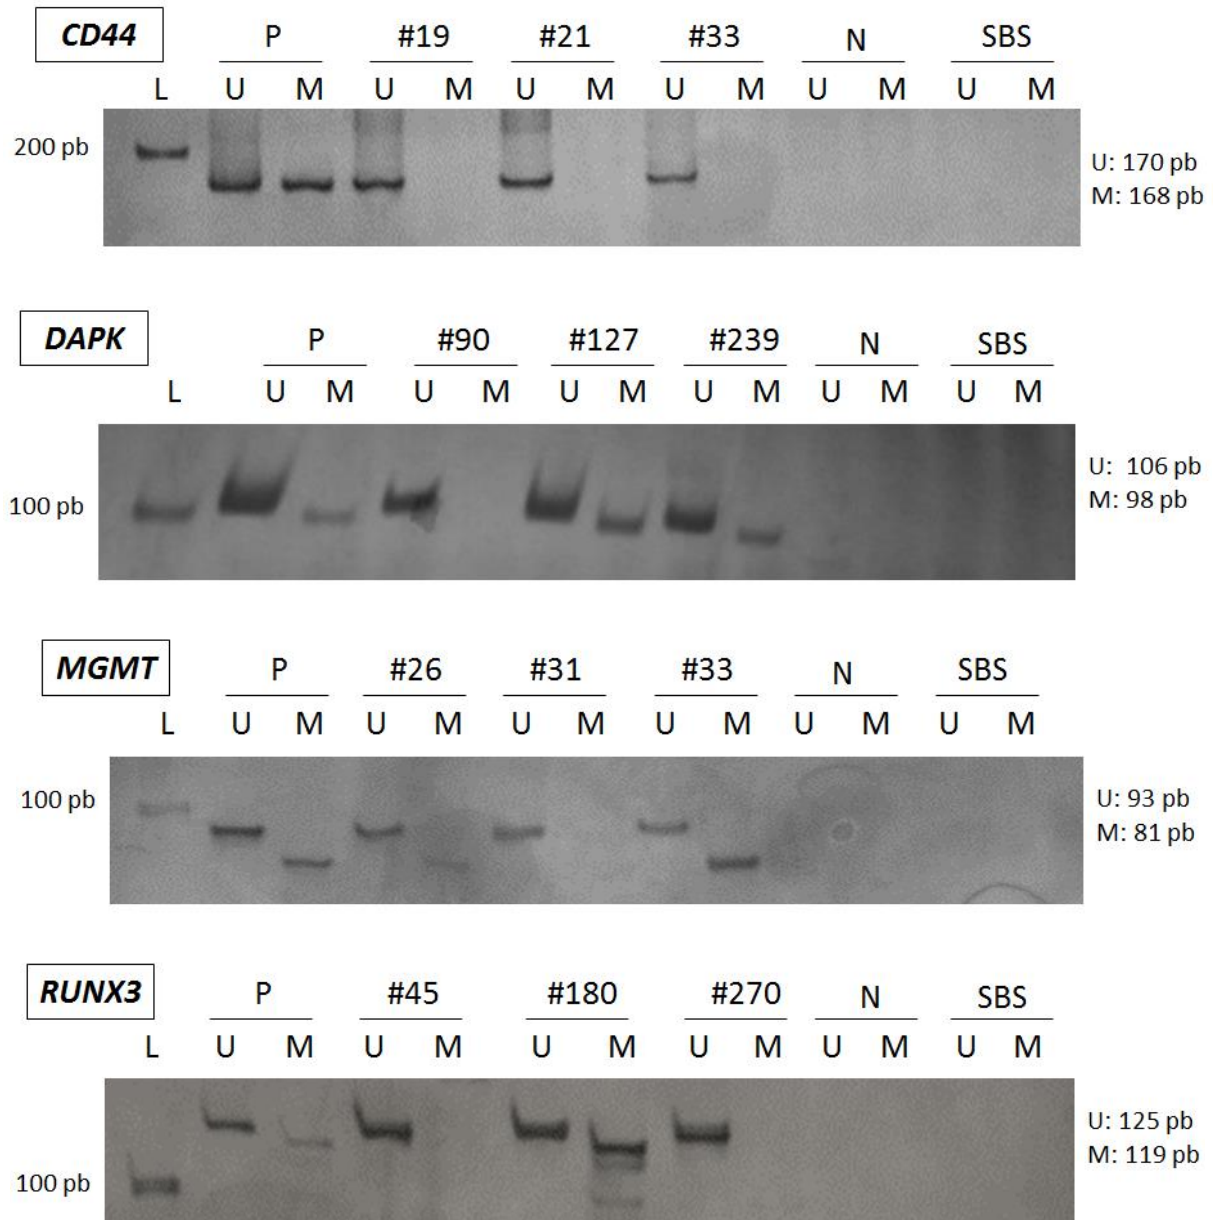 CD44 P #19 #21 #33 N SBS
L U M U M U M U M U M U M
200 pb
U: 170 pb
M: 168 pb
DAPK P #90 #127 #239 N SBS
L U M U M U M U M U M U M
U: 106 pb
100 pb
M: 98 pb
MGMT P #26 #31 #33 N SBS
L U M U M U M U M U M U M
100 pb U: 93 pb
M: 81 pb
RUNX3 P #45 #180 #270 N SBS
L U M U M U M U M U M U M
U: 125 pb
M: 119 pb
100 pb